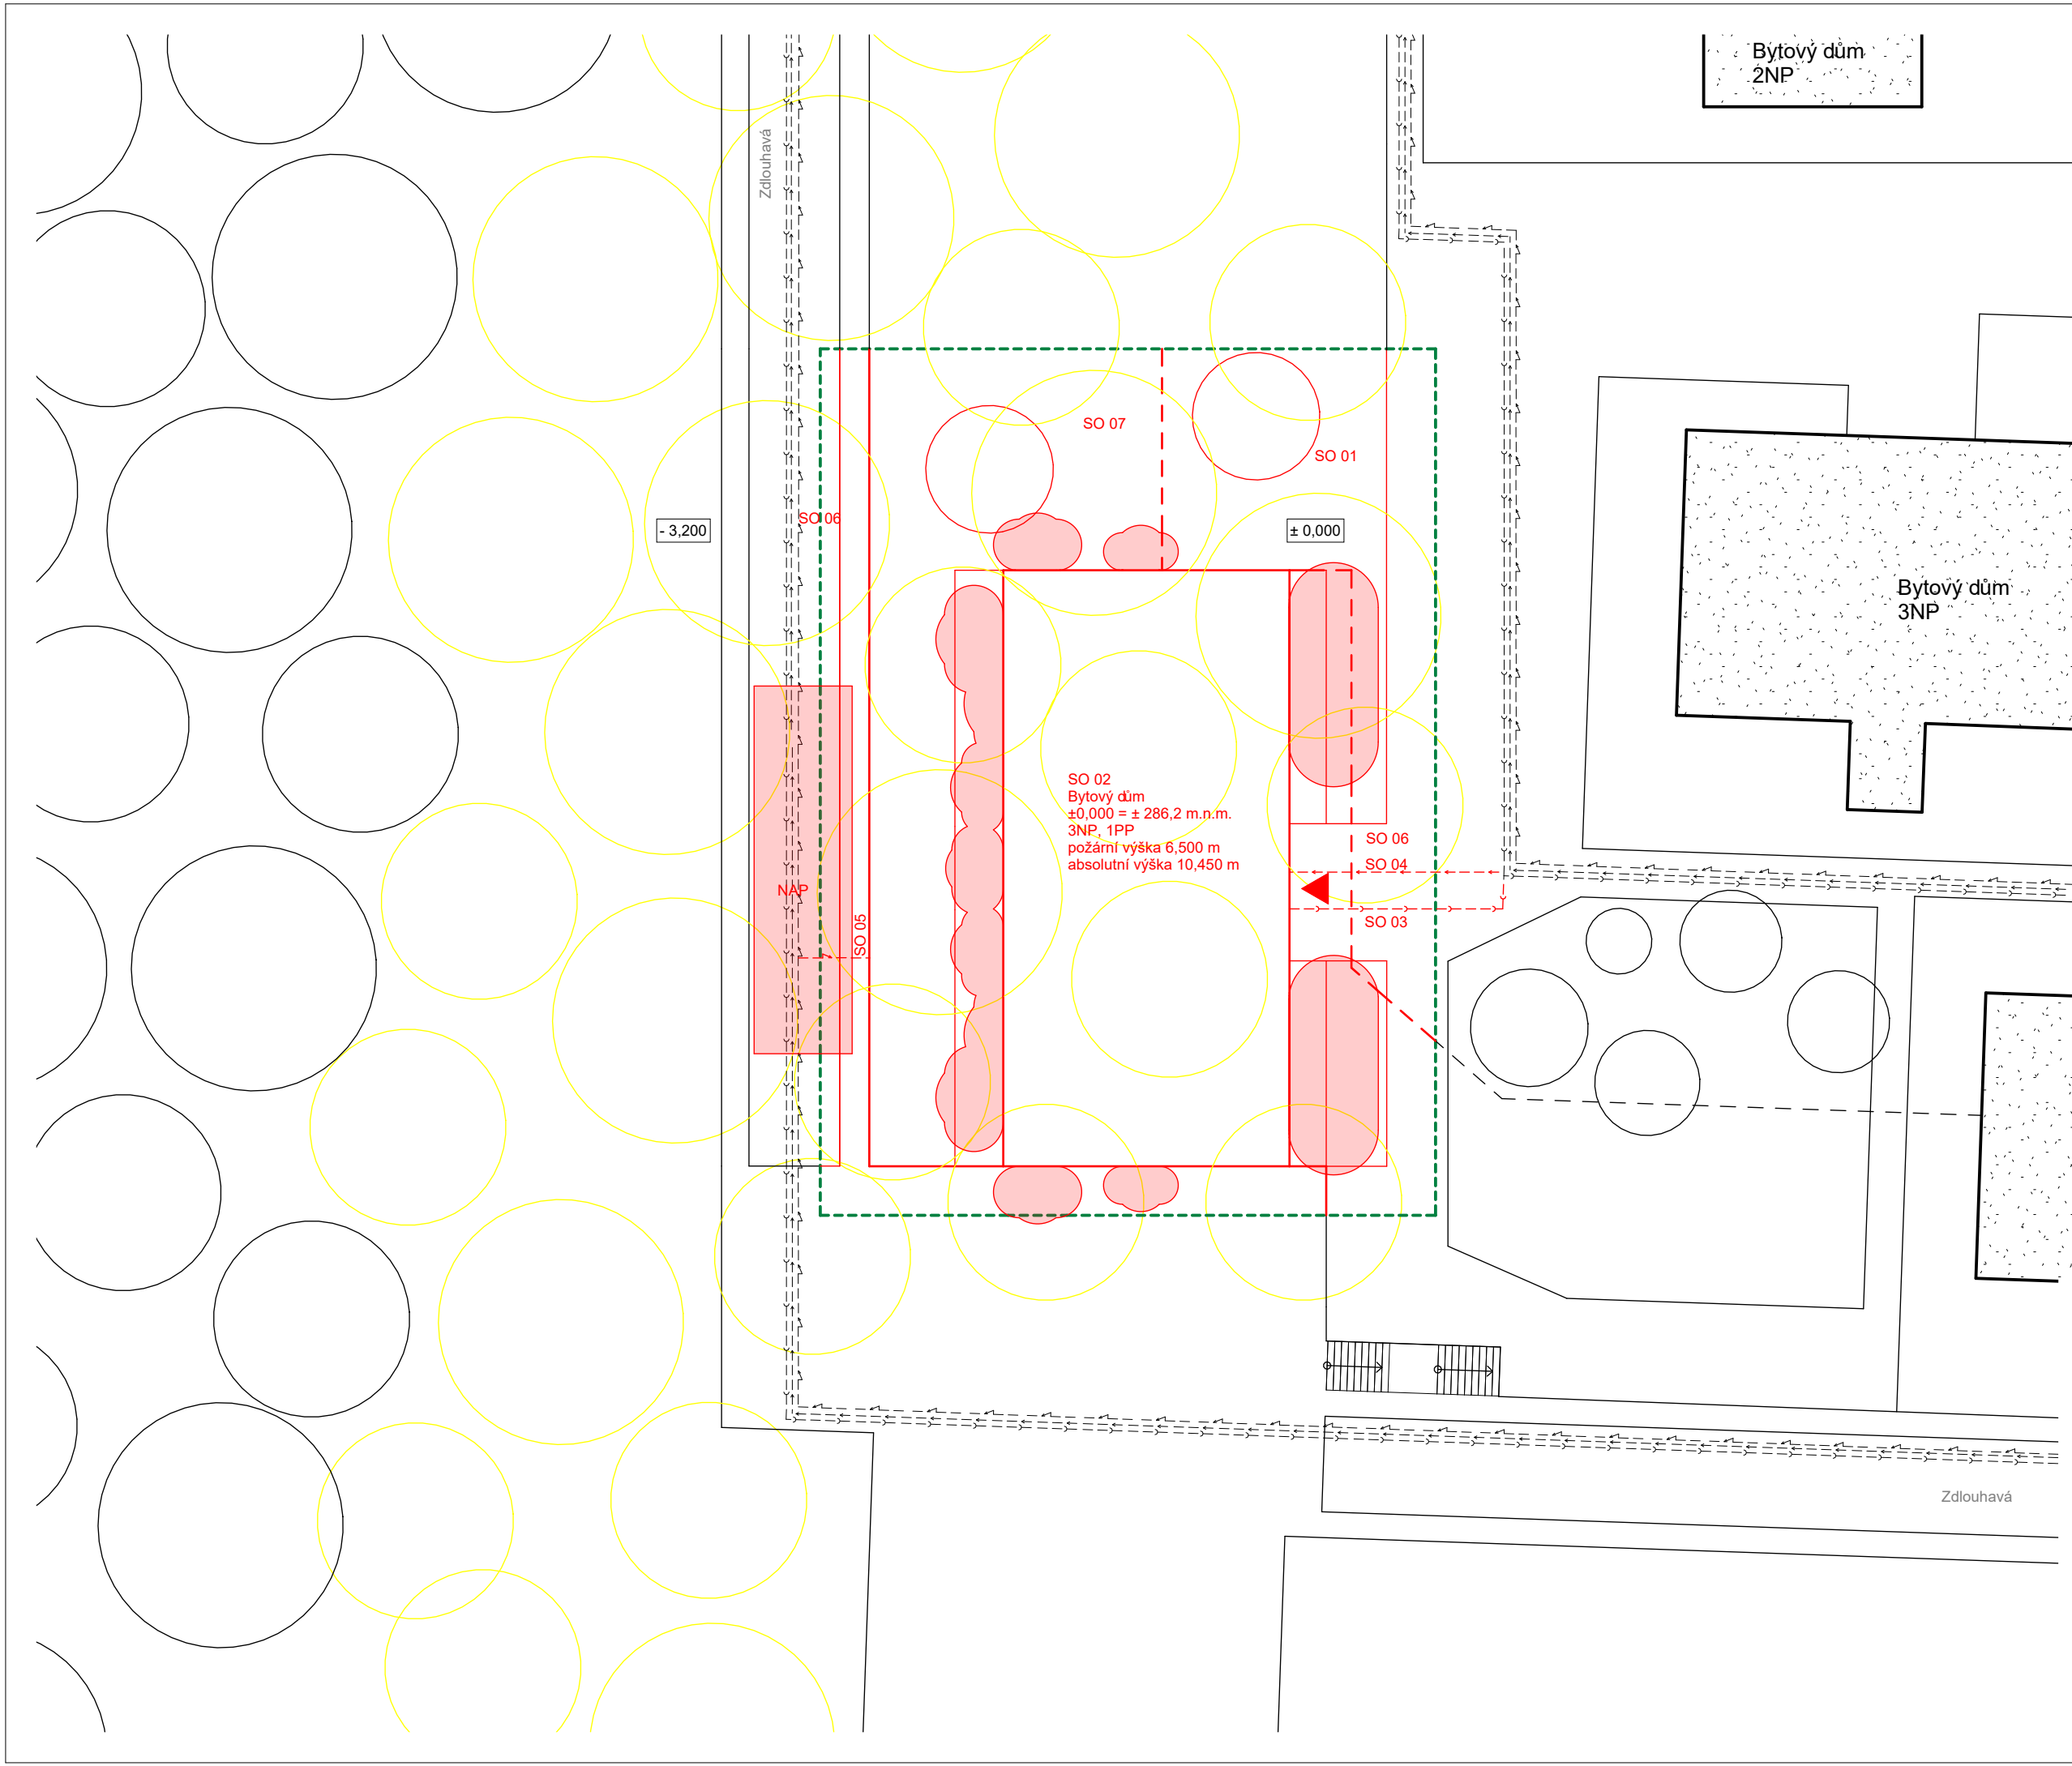 Bytový dům
2NP
Zdlouhavá
SO 07
SO 01
SO 06
- 3,200
± 0,000
Bytový dům
3NP
SO 02
Bytový dům
±0,000 = ± 286,2 m.n.m.
3NP, 1PP
požární výška 6,500 m
absolutní výška 10,450 m
SO 06
SO 04
NAP
SO 05
SO 03
Zdlouhavá